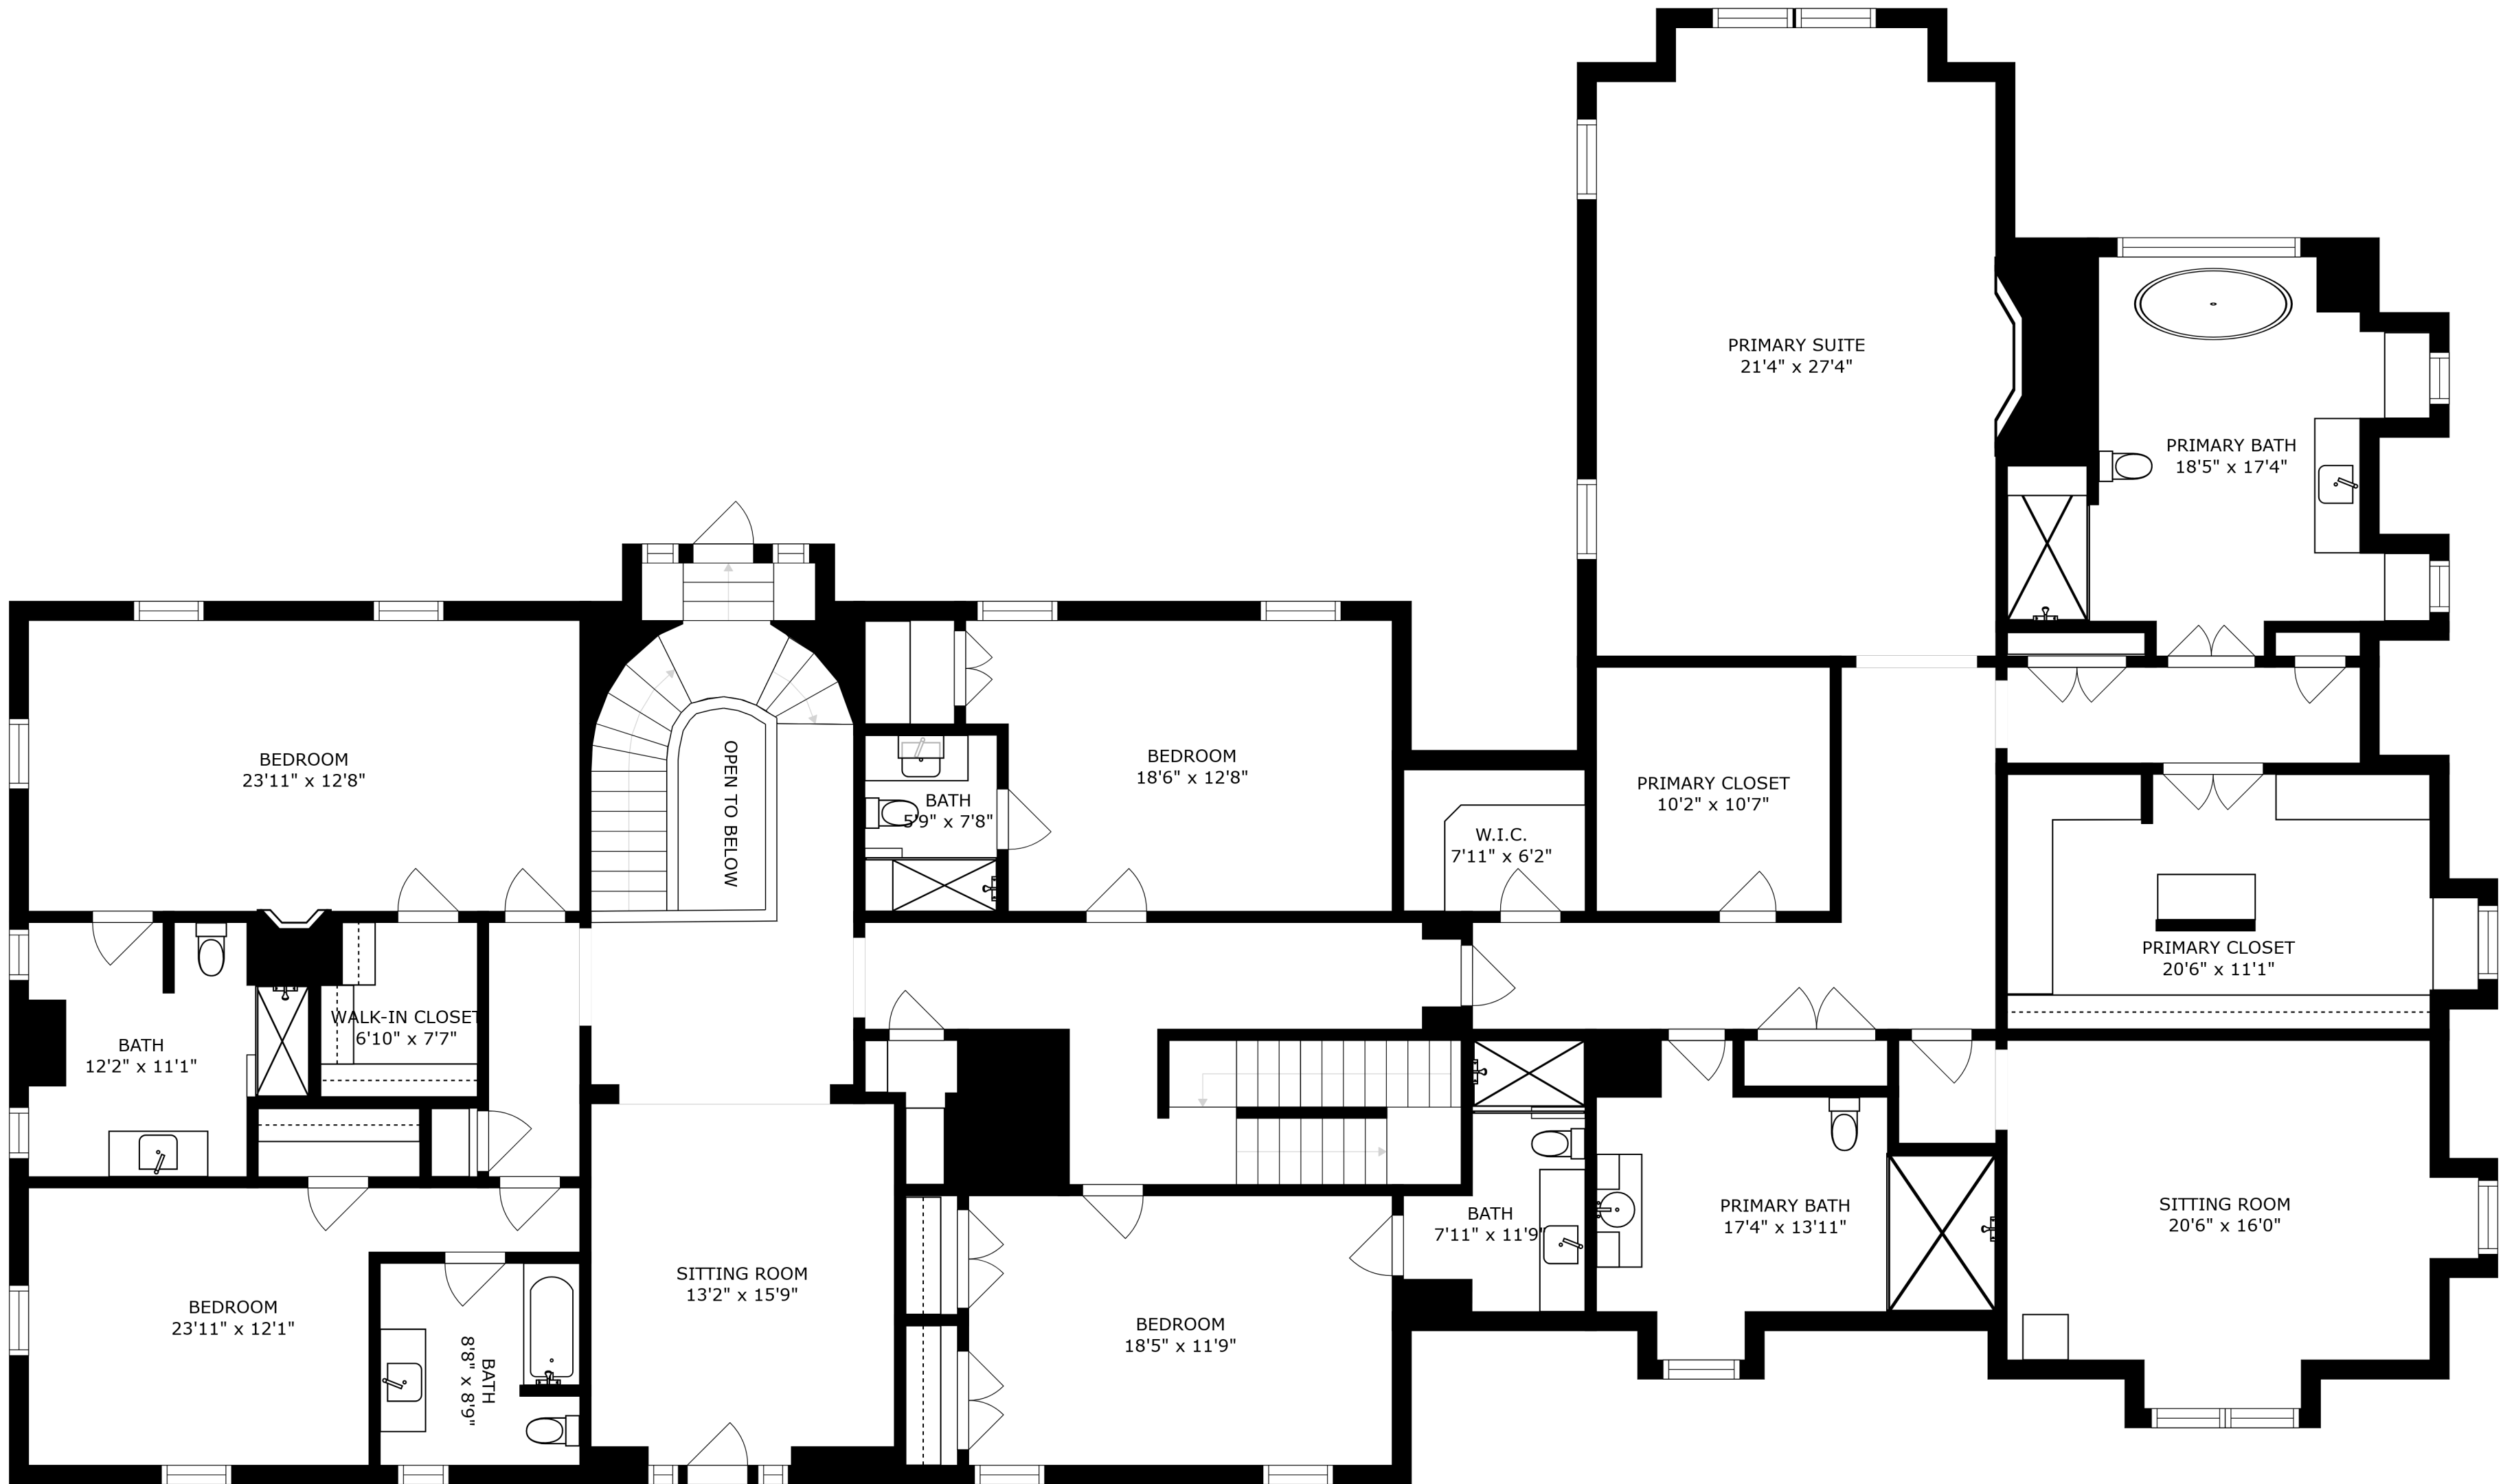 PRIMARY SUITE
21'4" x 27'4"
PRIMARY BATH
18'5" x 17'4"
BEDROOM
23'11" x 12'8"
OPEN TO BELOW
BATH
5'9" x 7'8"
BEDROOM
18'6" x 12'8"
W.I.C.
7'11" x 6'2"
PRIMARY CLOSET
10'2" x 10'7"
PRIMARY CLOSET
20'6" x 11'1"
BATH
12'2" x 11'1"
WALK-IN CLOSET
6'10" x 7'7"
BEDROOM
23'11" x 12'1"
BATH
8'8" x 8'9"
SITTING ROOM
13'2" x 15'9"
BEDROOM
18'5" x 11'9"
BATH
7'11" x 11'9"
PRIMARY BATH
17'4" x 13'11"
SITTING ROOM
20'6" x 16'0"